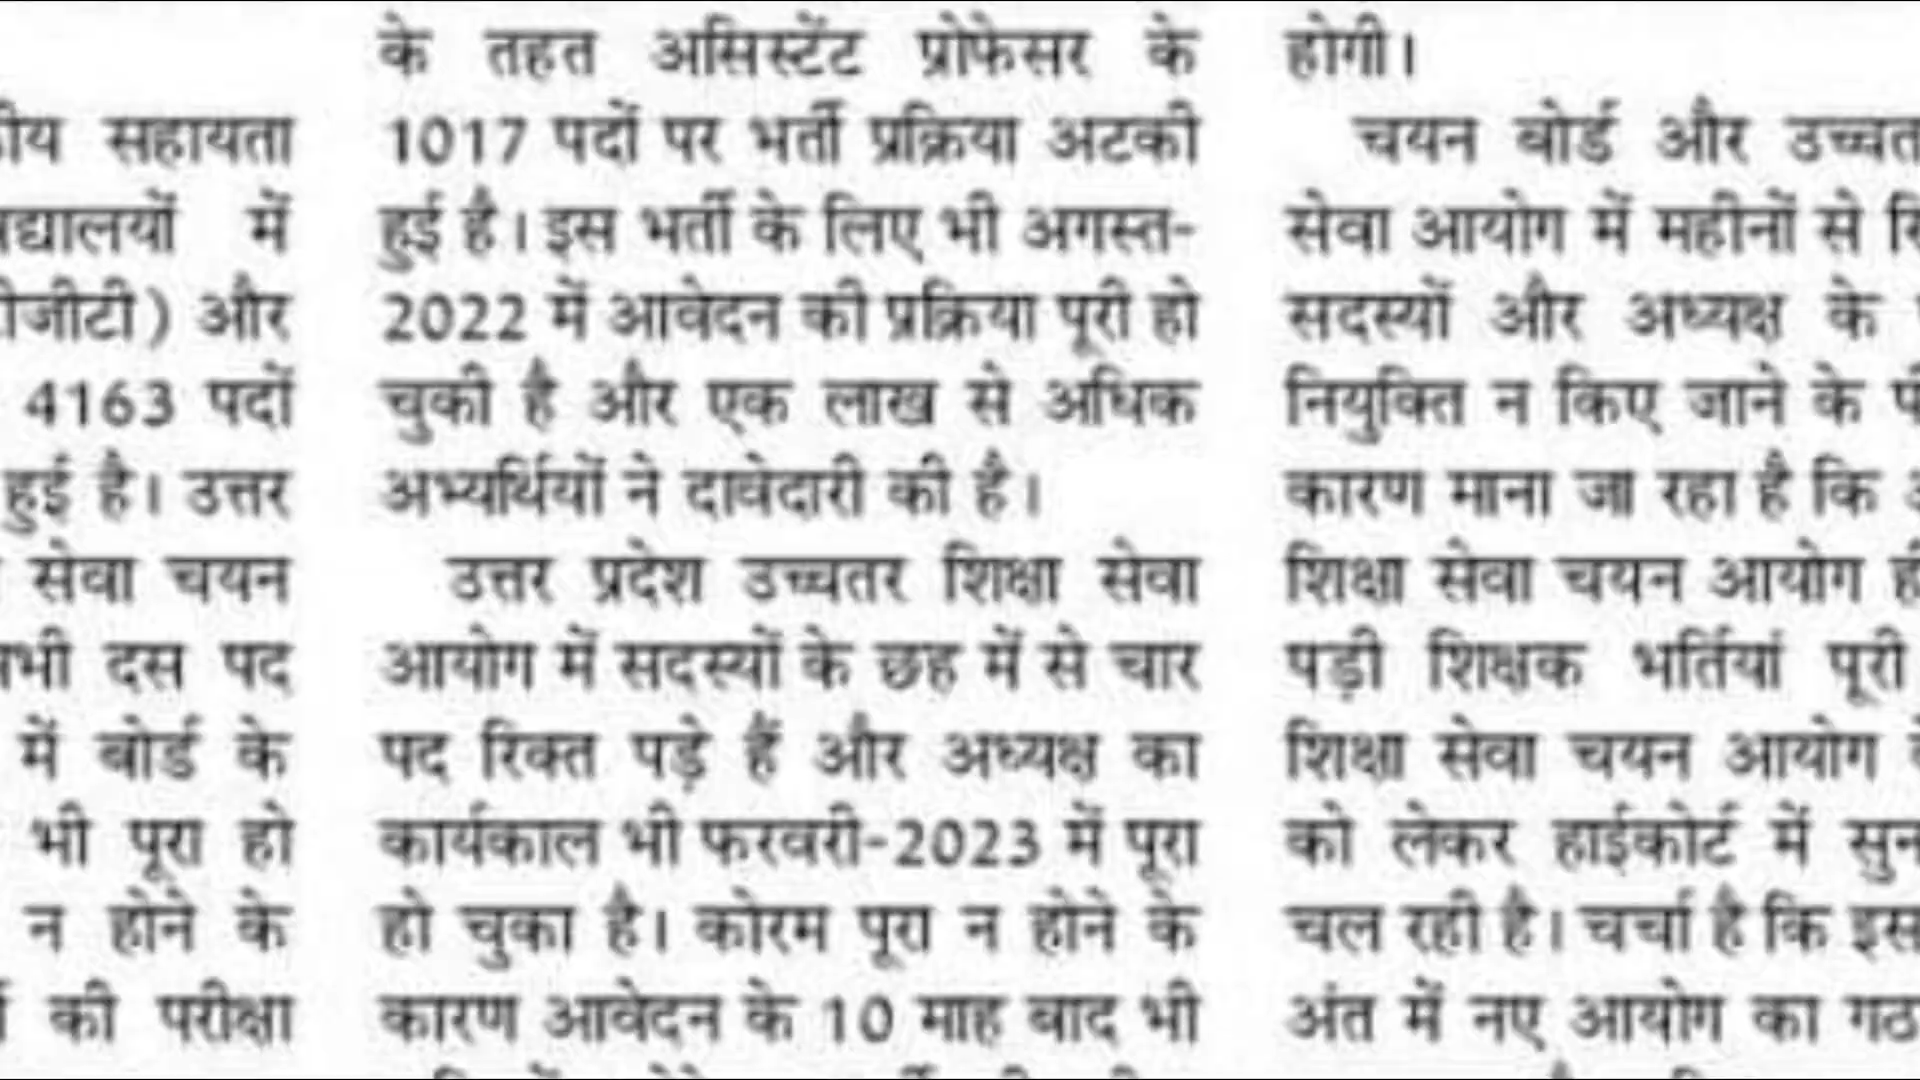 सहायता
में
और
4163 पदों
हुई है। उत्तर
सेवा चयन
दस पद
में बोर्ड के
भी पूरा हो
न होने के
की परीक्षा
के तहत असिस्टेंट प्रोफेसर के
1017 पदों पर भर्ती प्रक्रिया अटकी
हुई है। इस भर्ती के लिए भी अगस्त-
2022 में आवेदन की प्रक्रिया पूरी हो
चुकी है और एक लाख से अधिक
अभ्यर्थियों ने दावेदारी की है।
उत्तर प्रदेश उच्चतर शिक्षा सेवा
आयोग में सदस्यों के छह में से चार
पद रिक्त पड़े हैं और अध्यक्ष का
कार्यकाल भी फरवरी-2023 में पूरा
हो चुका है। कोरम पूरा न होने के
कारण आवेदन के 10 माह बाद भी
होगी।
चयन बोर्ड और
सेवा आयोग में महीनों से
सदस्यों और अध्यक्ष के
नियुक्ति न किए जाने के
कारण माना जा रहा है कि
शिक्षा सेवा चयन आयोग
पड़ी शिक्षक भर्तियां पूरी
शिक्षा सेवा चयन आयोग
को लेकर हाईकोर्ट में
चल रही है। चर्चा है कि इस
अंत में नए आयोग का